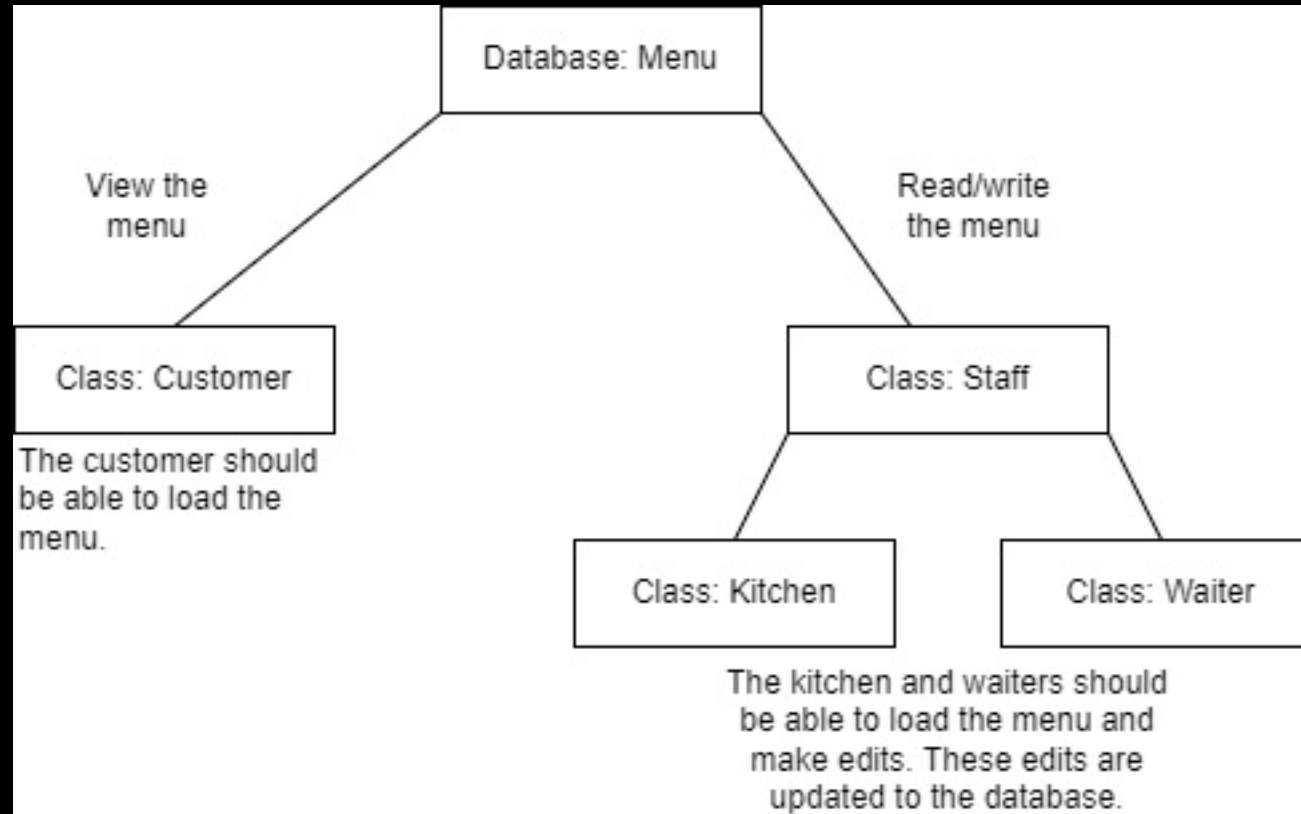 Database: Menu
View the
menu
Read/write
the menu
Class: Customer
Class: Staff
The customer should
be able to load the
menu.
Class: Kitchen
Class: Waiter
The kitchen and waiters should
be able to load the menu and
make edits. These edits are
updated to the database.